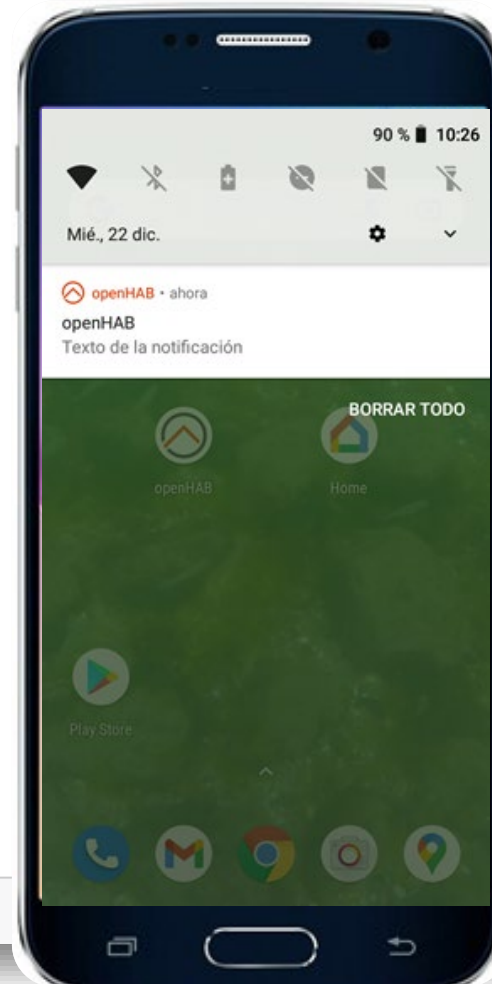 90 % 10:26
Mié., 22 dic.
openHAB • ahora
openHAB
Texto de la notificación
BORRAR TODO
openHAB
Home
Play Store